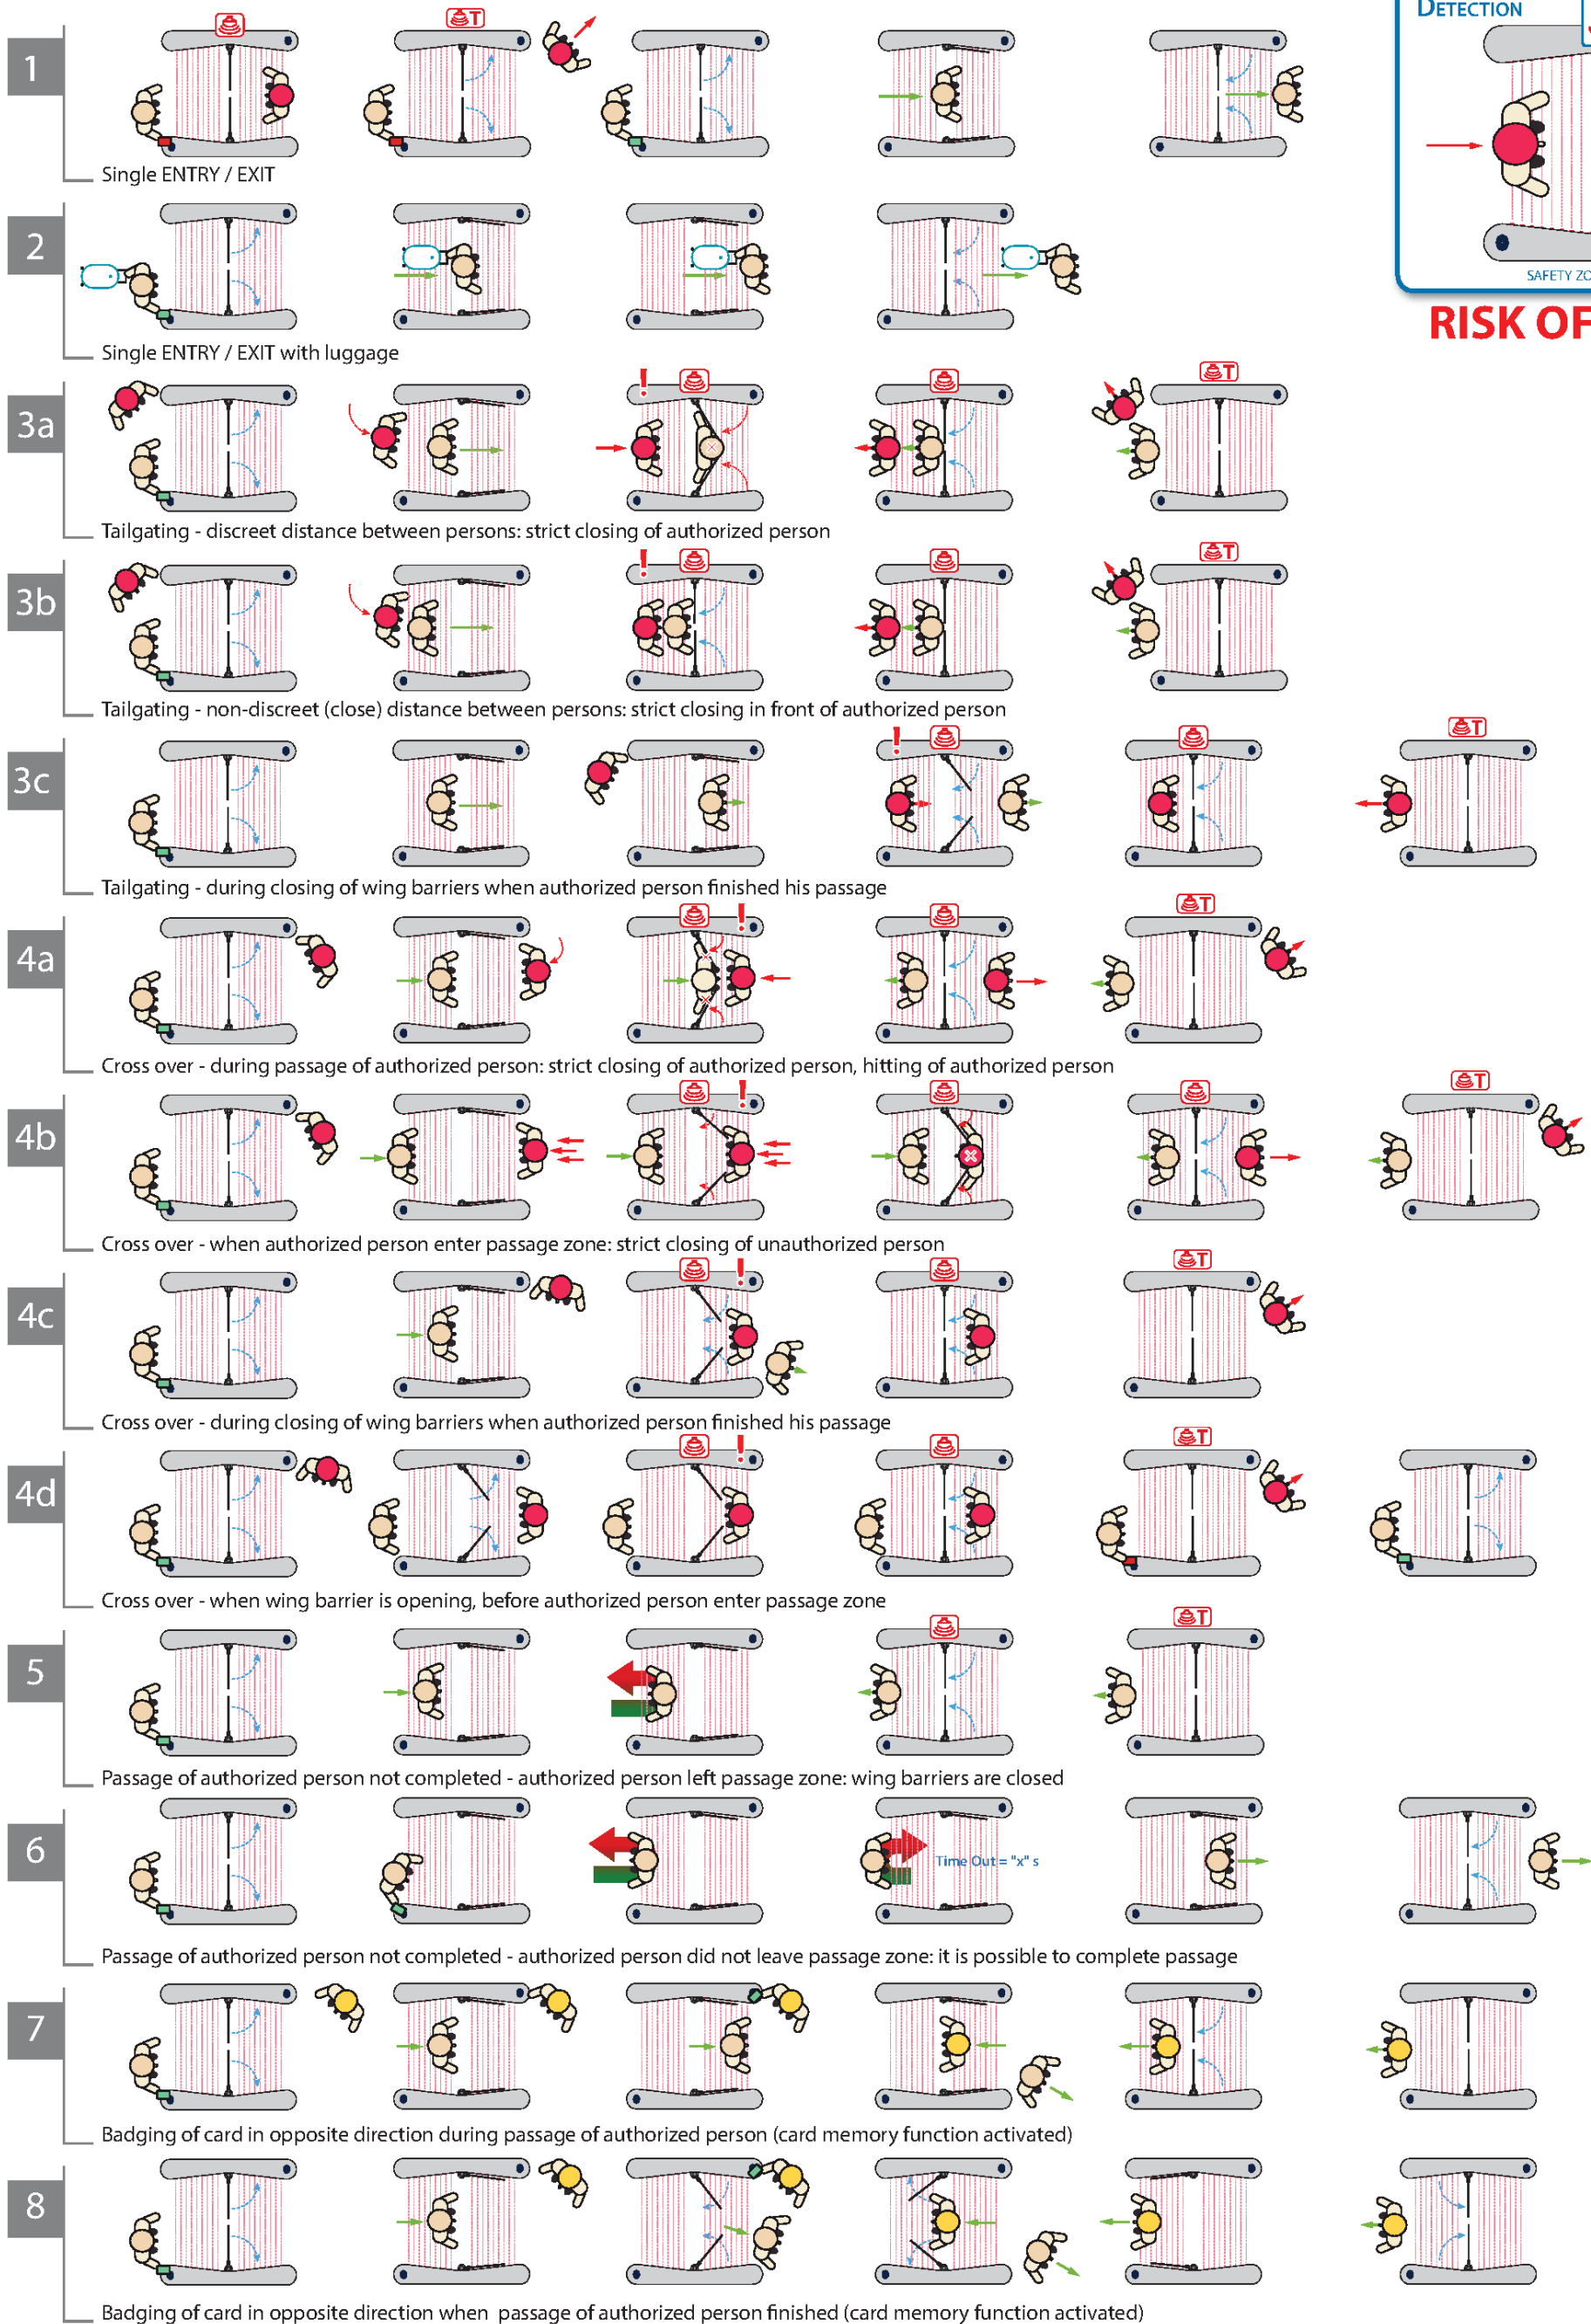 DETECTION
SAFETY ZO
RISK OF
T
1
Single ENTRY / EXIT
2
Single ENTRY / EXIT with luggage
!
T
3a
Tailgating - discreet distance between persons: strict closing of authorized person
!
T
3b
Tailgating - non-discreet (close) distance between persons: strict closing in front of authorized person
!
T
3c
Tailgating - during closing of wing barriers when authorized person finished his passage
!
T
4a
Cross over - during passage of authorized person: strict closing of authorized person, hitting of authorized person
!
T
4b
Cross over - when authorized person enter passage zone: strict closing of unauthorized person
!
T
4c
Cross over - during closing of wing barriers when authorized person finished his passage
!
T
4d
Cross over - when wing barrier is opening, before authorized person enter passage zone
T
5
Passage of authorized person not completed - authorized person left passage zone: wing barriers are closed
6
Time Out = "x" s
Passage of authorized person not completed - authorized person did not leave passage zone: it is possible to complete passage
7
Badging of card in opposite direction during passage of authorized person (card memory function activated)
8
Badging of card in opposite direction when passage of authorized person finished (card memory function activated)